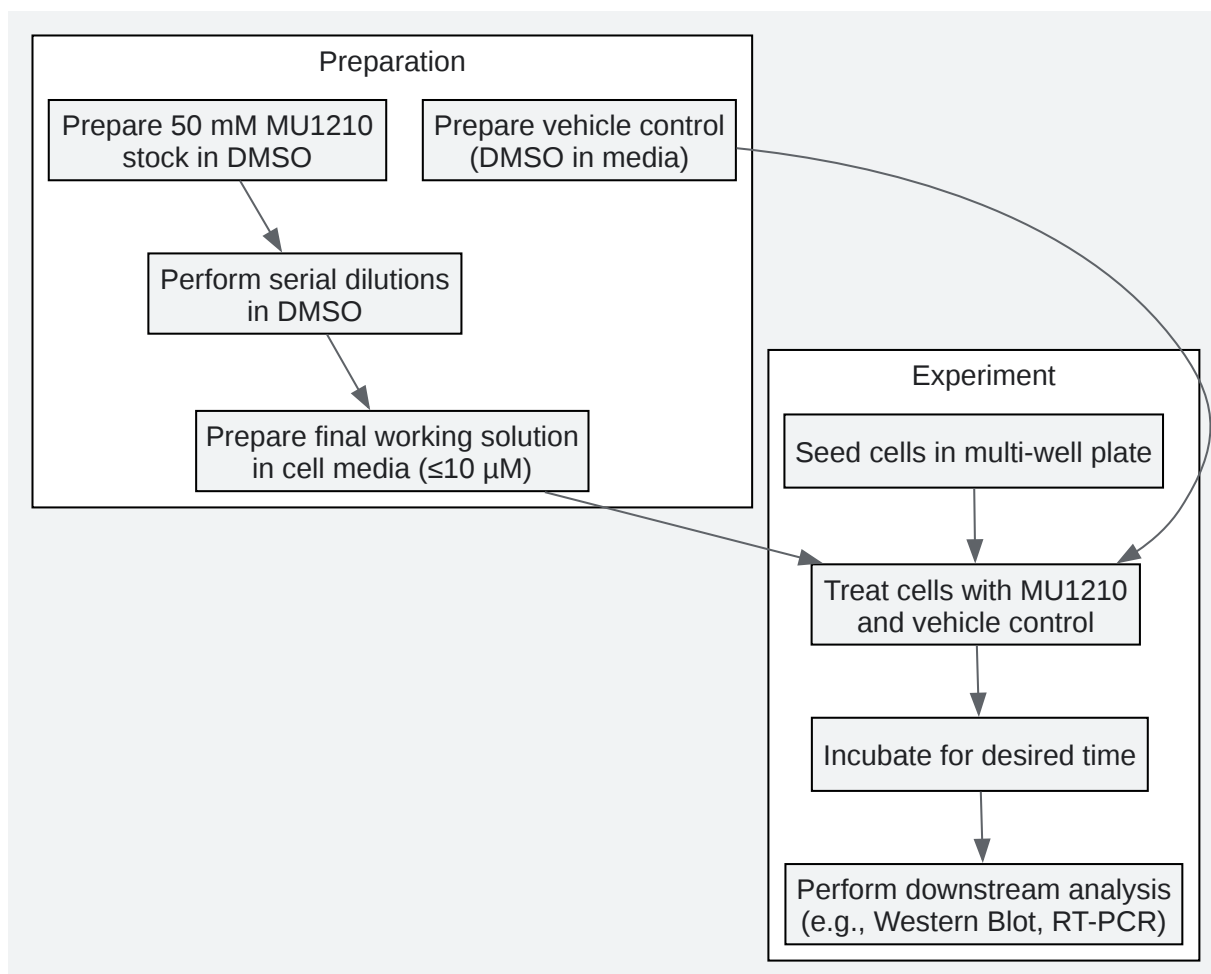 Preparation
Prepare 50 mM MU1210
stock in DMSO
Prepare vehicle control
(DMSO in media)
Perform serial dilutions
in DMSO
Prepare final working solution
in cell media (≤10 μM)
Experiment
Seed cells in multi-well plate
Treat cells with MU1210
and vehicle control
Incubate for desired time
Perform downstream analysis
(e.g., Western Blot, RT-PCR)